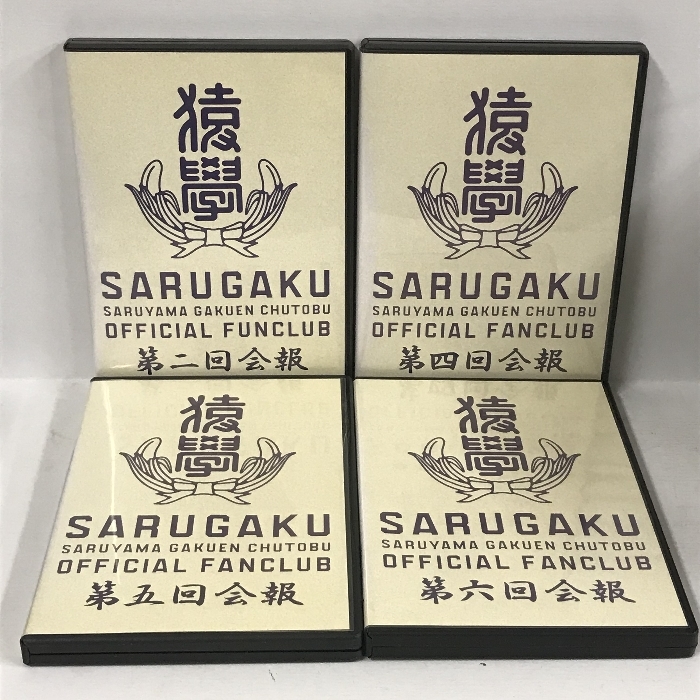 猿
學
SARUGAKU
SARUYAMA GAKUEN CHUTOBU
OFFICIAL FUNCLUB
第二回会報
猿
學
SARUGAKU
SARUYAMA GAKUEN CHUTOBU
OFFICIAL FANCLUB
第四回会報
猿
學
SARUGAKU
SARUYAMA GAKUEN CHUTOBU
OFFICIAL FANCLUB
第五回会報
猿
學
SARUGAKU
SARUYAMA GAKUEN CHUTOBU
OFFICIAL FANCLUB
第六回会報